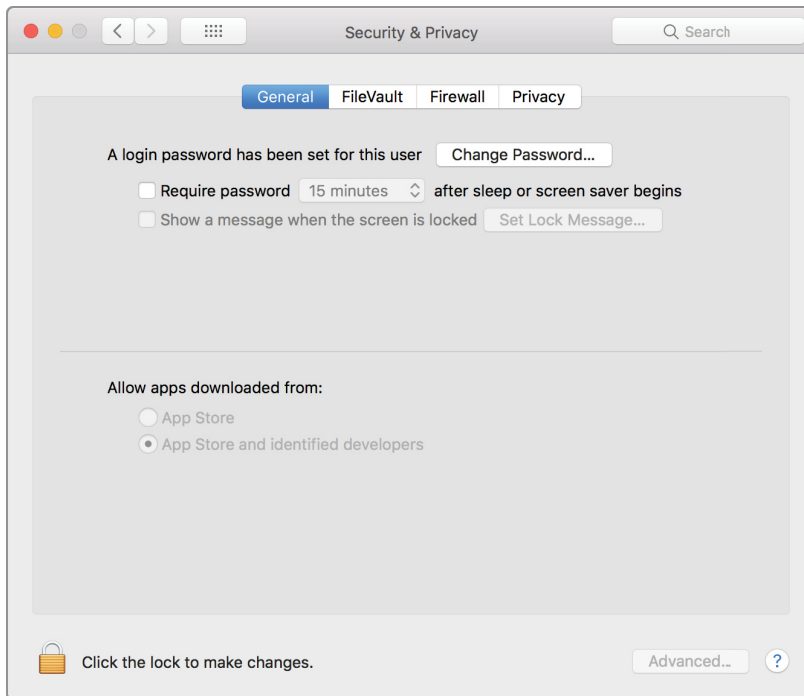 Security & Privacy
Search
General FileVault Firewall Privacy
A login password has been set for this user Change Password...
Require password 15 minutes after sleep or screen saver begins
Show a message when the screen is locked Set Lock Message...
Allow apps downloaded from:
App Store
App Store and identified developers
Click the lock to make changes.
Advanced...
?